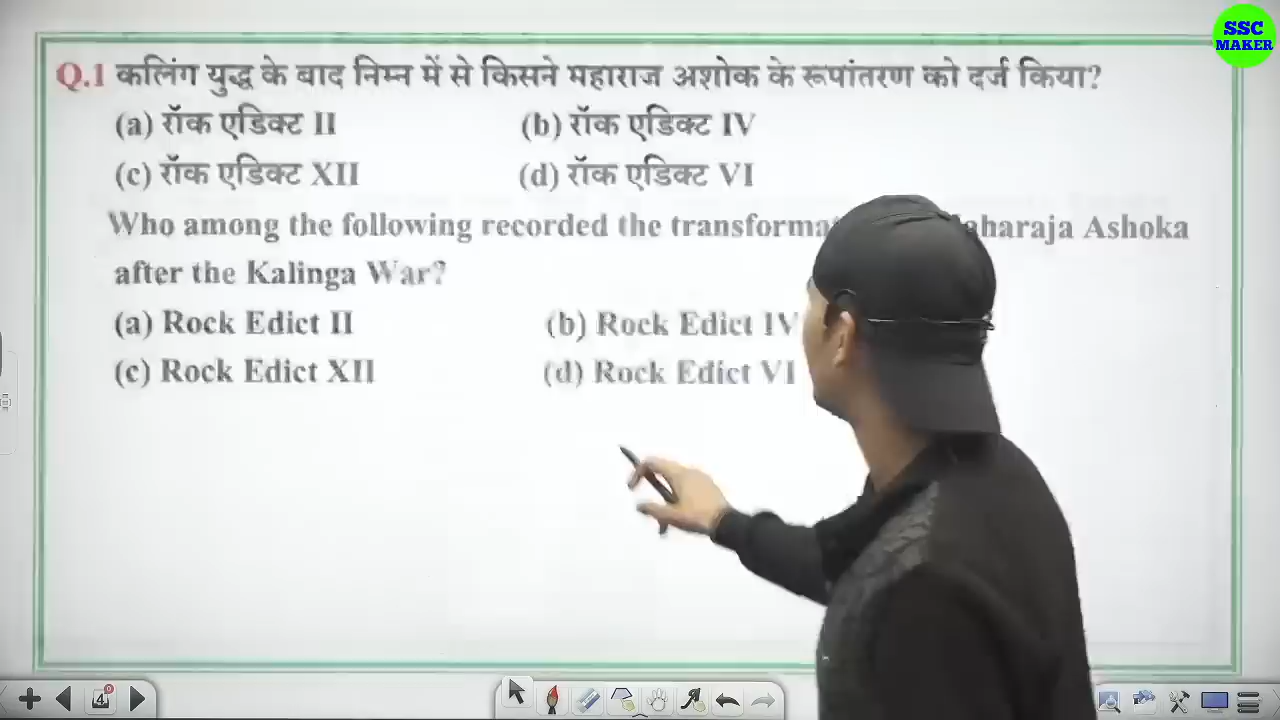 SSC
MAKER
Q.1 कलिंग युद्ध के बाद निम्न में से किसने महाराज अशोक के रूपांतरण को दर्ज किया?
(a) रॉक एडिक्ट II (b) रॉक एडिक्ट IV
(c) रॉक एडिक्ट XII (d) रॉक एडिक्ट VI
Who among the following recorded the Ashoka
after the Kalinga War?
(a) Rock Edict II (b) Rock Edict IV
(c) Rock Edict XII (d) Rock Edict VI